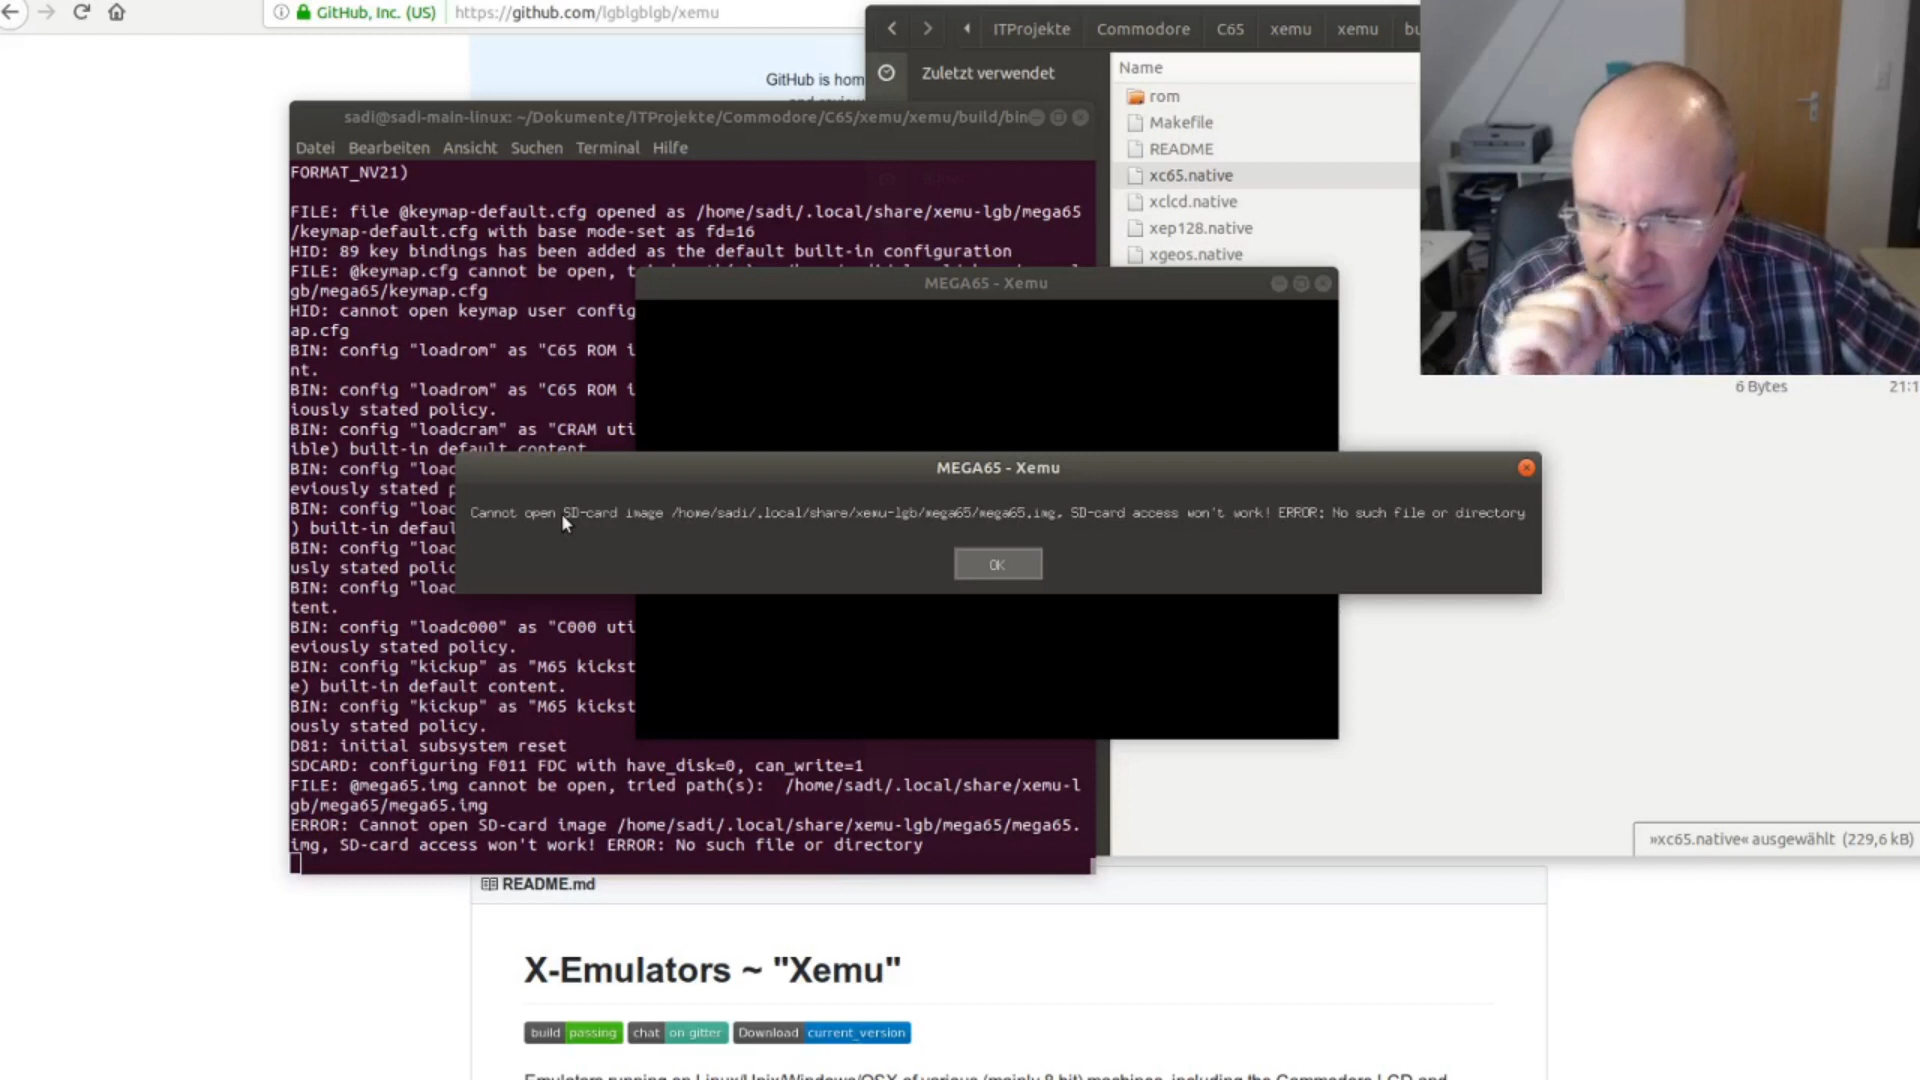 GitHub, Inc. (US)
https://github.com/lgblgblgb/xemu
ITProjekte
Commodore
C65
xemu
xemu
bu
GitHub is hom
Zuletzt verwendet
Name
rom
Makefile
README
xc65.native
xclcd.native
xep128.native
xgeos.native
6 Bytes
21:1
»xc65.native« ausgewählt (229,6 kB)
sadi@sadi-main-linux: ~/Dokumente/ITProjekte/Commodore/C65/xemu/xemu/build/bin
Datei Bearbeiten Ansicht Suchen Terminal Hilfe
FORMAT_NV21)
FILE: file @keymap-default.cfg opened as /home/sadi/.local/share/xemu-lgb/mega65
/keymap-default.cfg with base mode-set as fd=16
HID: 89 key bindings has been added as the default built-in configuration
FILE: @keymap.cfg cannot be open,
gb/mega65/keymap.cfg
HID: cannot open keymap user config
ap.cfg
BIN: config "loadrom" as "C65 ROM i
nt.
BIN: config "loadrom" as "C65 ROM i
iously stated policy.
BIN: config "loadcram" as "CRAM uti
ible) built-in default content
BIN: config "loac
eviously stated p
BIN: config "loac
) built-in defaul
BIN: config "loac
usly stated polic
BIN: config "loac
tent.
BIN: config "loadc000" as "C000 uti
eviously stated policy.
BIN: config "kickup" as "M65 kickst
e) built-in default content.
BIN: config "kickup" as "M65 kickst
ously stated policy.
D81: initial subsystem reset
SDCARD: configuring F011 FDC with have_disk=0, can_write=1
FILE: @mega65.img cannot be open, tried path(s):  /home/sadi/.local/share/xemu-l
gb/mega65/mega65.img
ERROR: Cannot open SD-card image /home/sadi/.local/share/xemu-lgb/mega65/mega65.
img, SD-card access won't work! ERROR: No such file or directory
MEGA65 - Xemu
MEGA65 - Xemu
Cannot open SD-card image /home/sadi/.local/share/xemu-lgb/mega65/mega65.img, SD-card access won't work! ERROR: No such file or directory
OK
README.md
X-Emulators ~ "Xemu"
build passing chat on gitter Download current_version